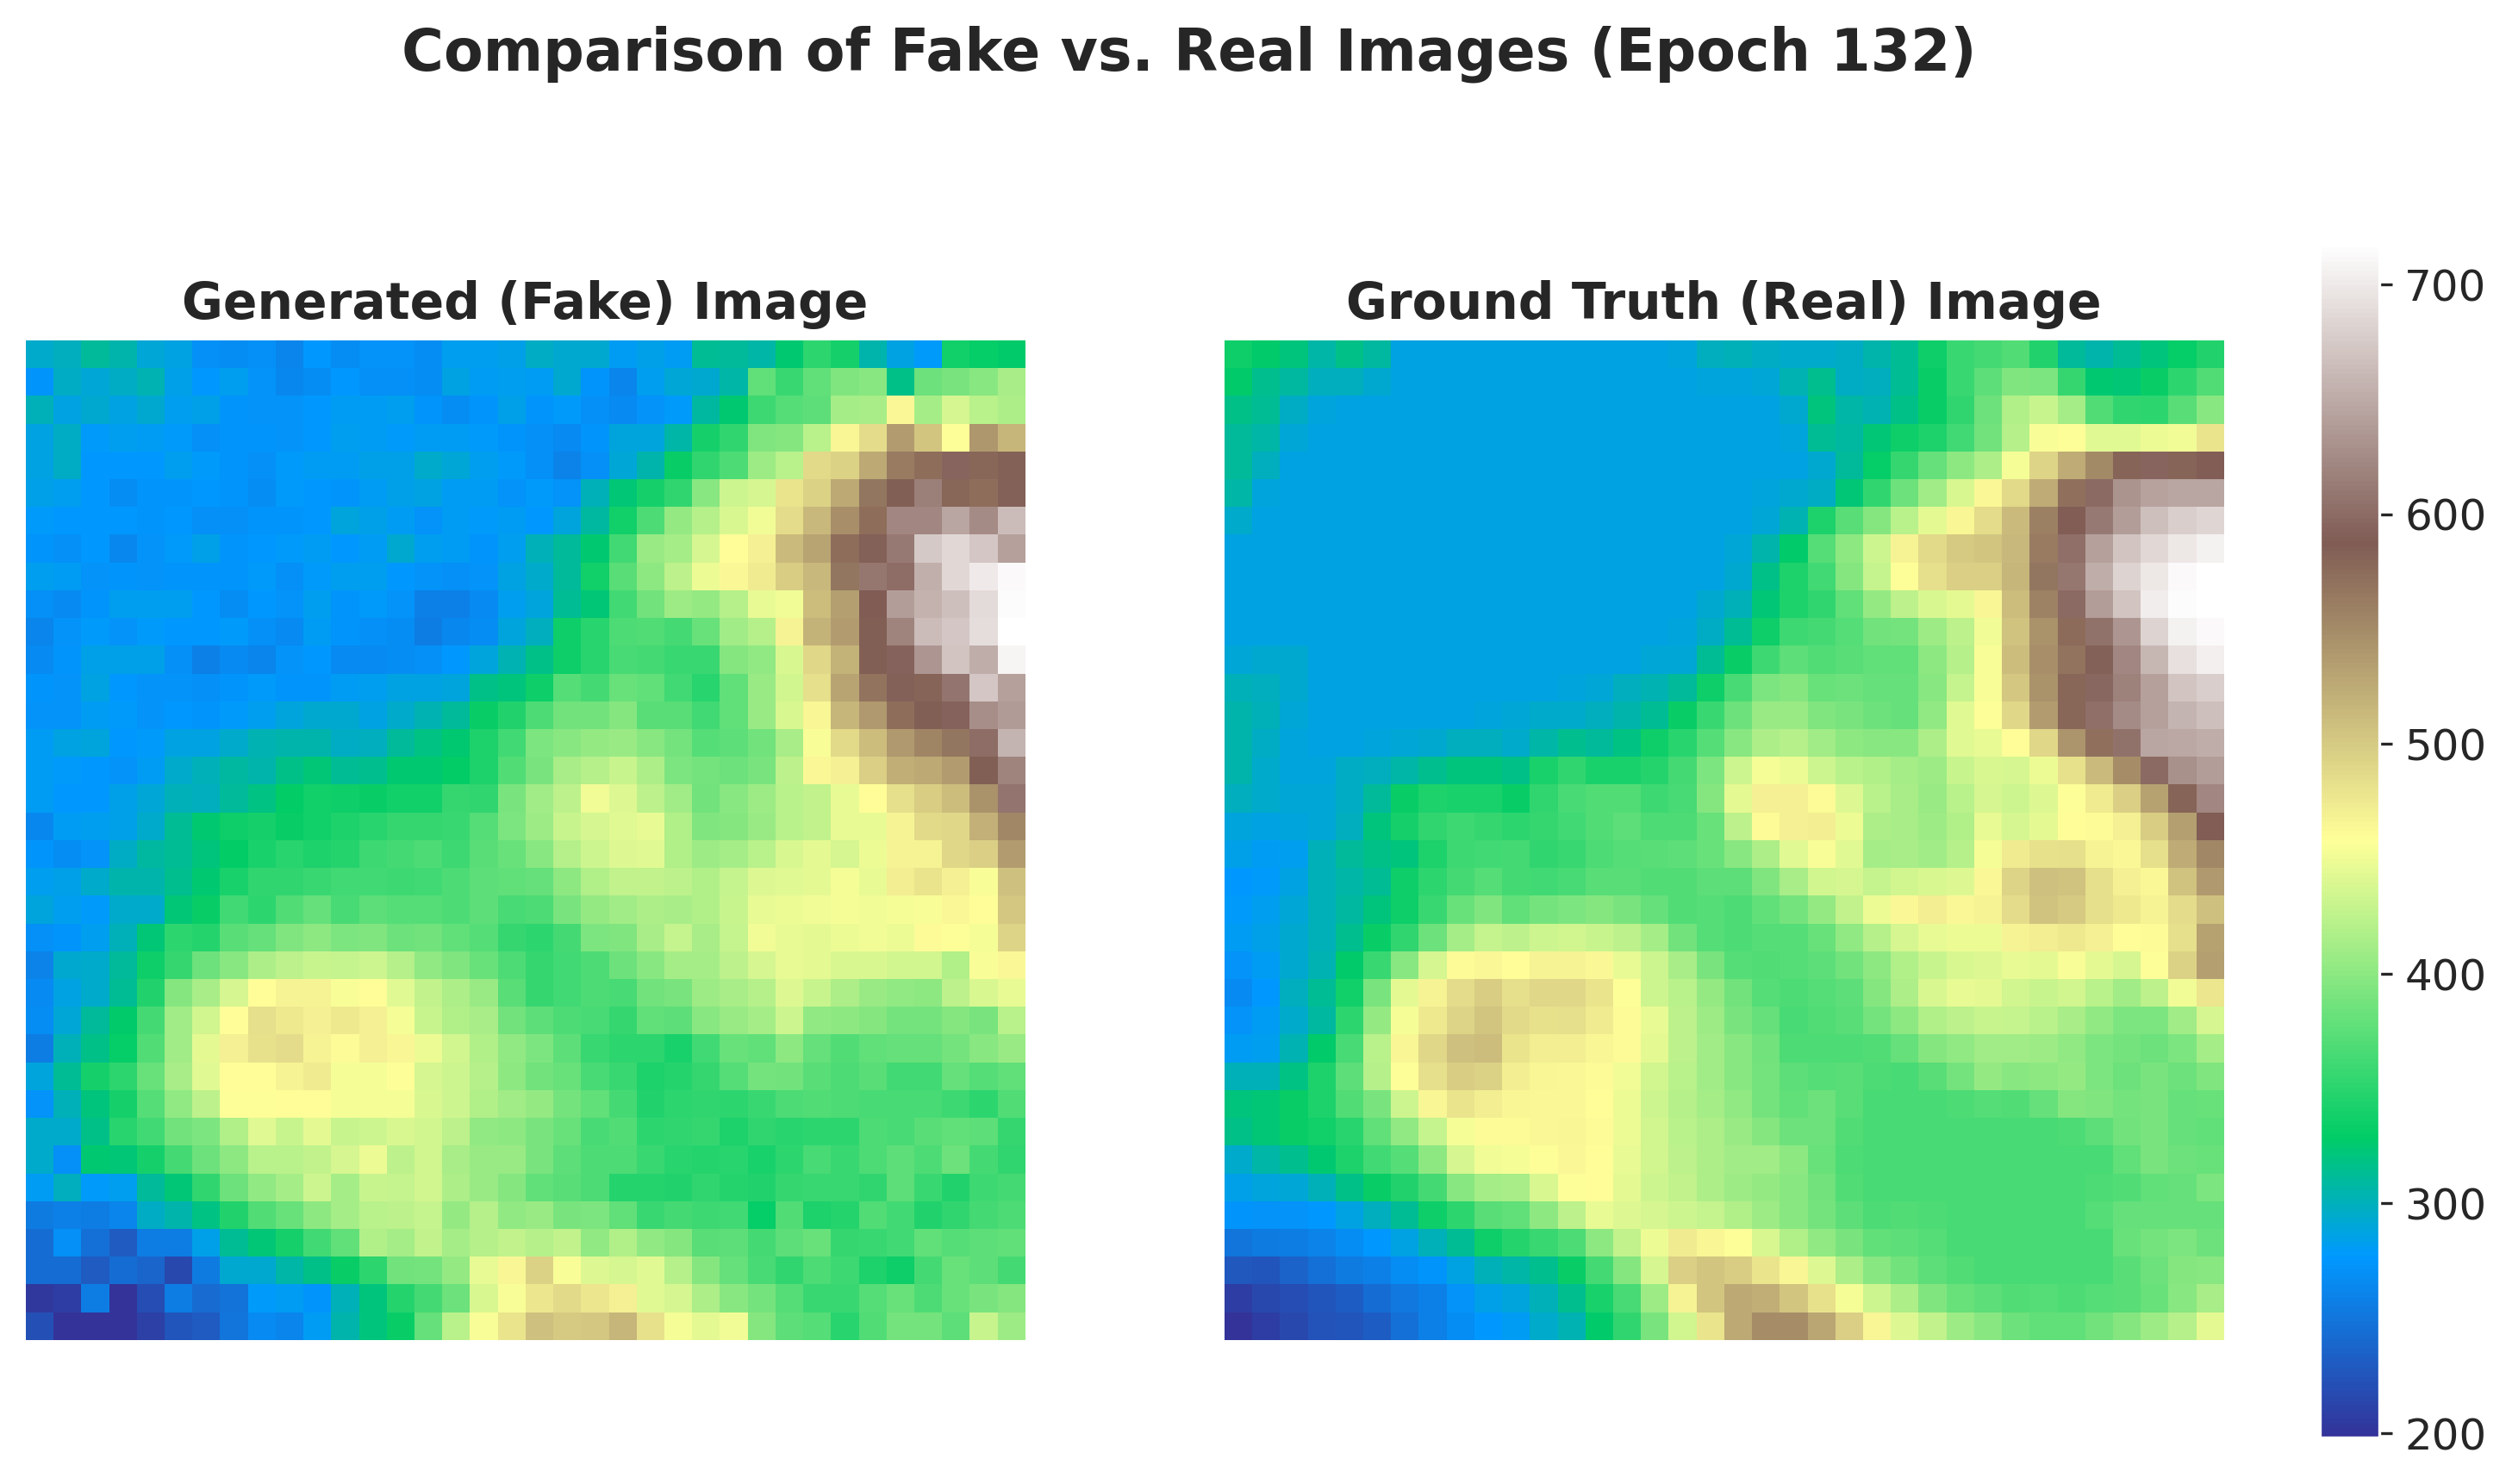 Comparison of Fake vs. Real Images (Epoch 132)
Generated (Fake) Image
Ground Truth (Real) Image
700
600
500
400
300
200